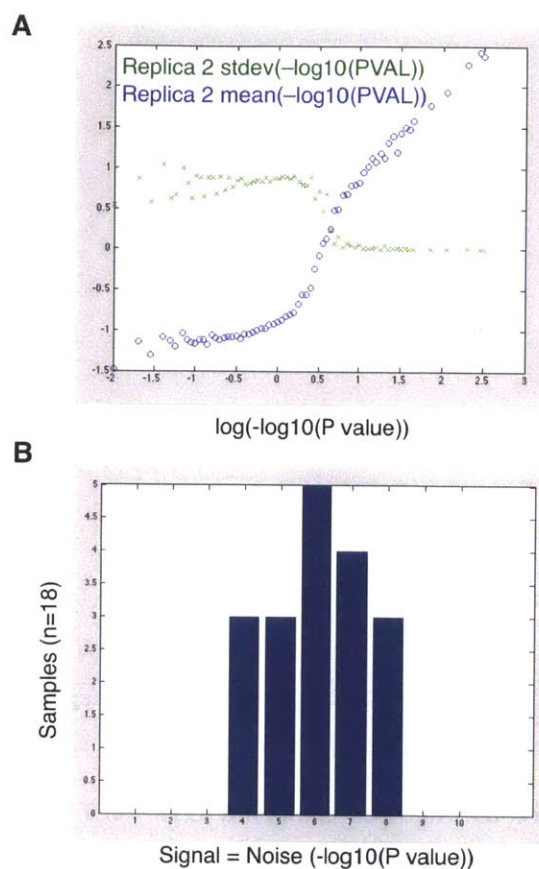 A
2.5
Replica 2 stdev(–log10(PVAL))
Replica 2 mean(–log10(PVAL))
2
1.5
1
0.5
0
-0.5
-1
-1.5
-2 -1.5 -1 -0.5 0 0.5 1 1.5 2 2.5 3
log(-log10(P value))
B
5
4.5
4
3.5
3
2.5
2
1.5
1
0.5
0
1 2 3 4 5 6 7 8 9 10
Samples (n=18)
Signal = Noise (-log10(P value))